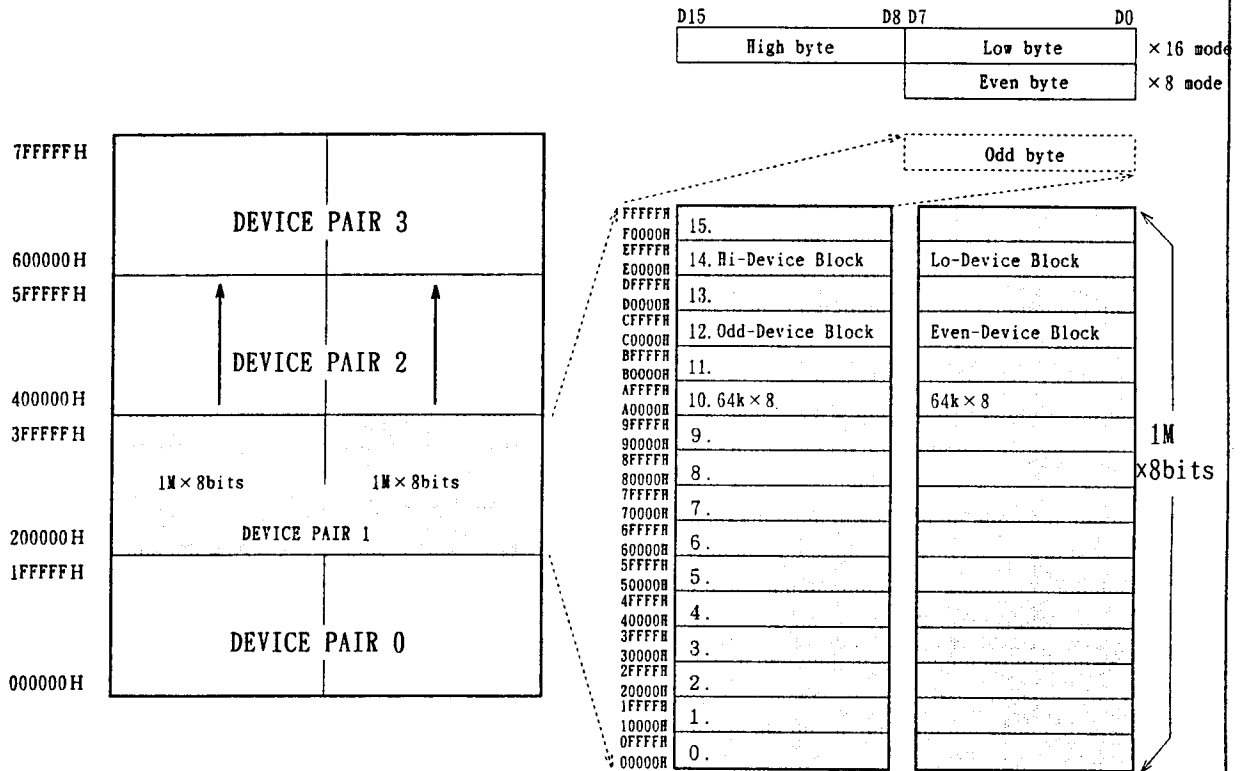 D15 D8 D7 D0
High byte Low byte ×16 mode
Even byte ×8 mode
Odd byte
7FFFFFH
DEVICE PAIR 3
600000H
5FFFFFH
DEVICE PAIR 2
400000H
3FFFFFH
1M×8bits 1M×8bits
200000H DEVICE PAIR 1
1FFFFFH
DEVICE PAIR 0
000000H
FFFFFH
15.
F0000H
EFFFFH
14. Hi-Device Block Lo-Device Block
E0000H
DFFFFH
13.
D0000H
CFFFFH
12. Odd-Device Block Even-Device Block
C0000H
BFFFFH
11.
B0000H
AFFFFH
10. 64k×8 64k×8
A0000H
9FFFFH
9.
90000H
8FFFFH
8.
80000H
7FFFFH
7.
70000H
6FFFFH
6.
60000H
5FFFFH
5.
50000H
4FFFFH
4.
40000H
3FFFFH
3.
30000H
2FFFFH
2.
20000H
1FFFFH
1.
10000H
0FFFFH
0.
00000H
1M
×8bits